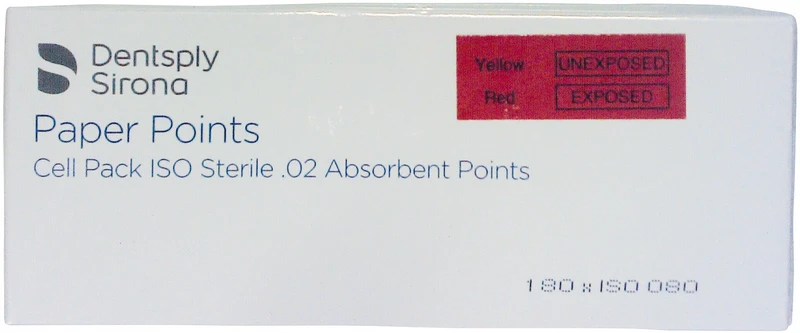 Dentsply
Sirona
Paper Points
Cell Pack ISO Sterile .02 Absorbent Points
Yellow UNEXPOSED
Red EXPOSED
180 x ISO 080